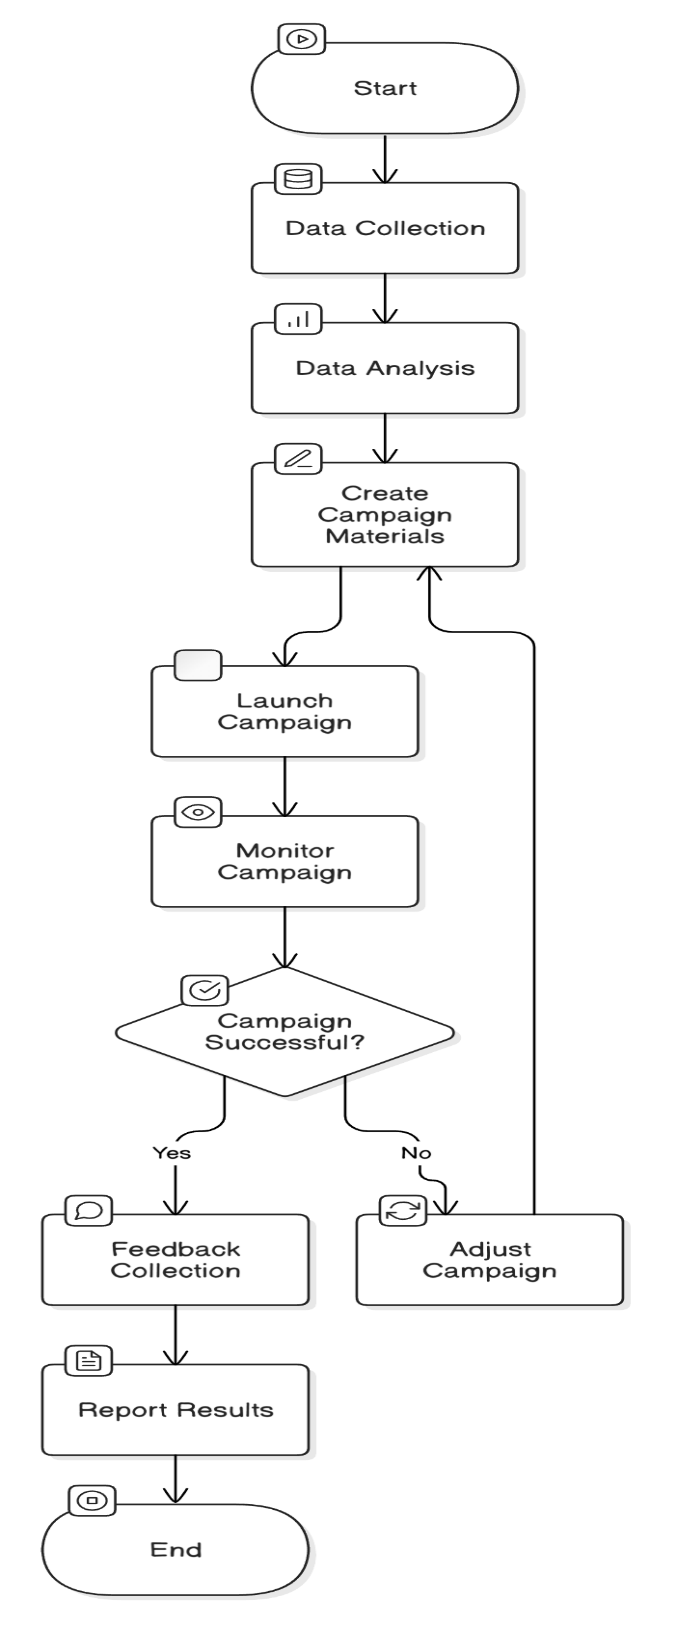 Start
Data Collection
Data Analysis
Create
Campaign
Materials
Launch
Campaign
Monitor
Campaign
Campaign
Successful?
Yes
No
Feedback
Collection
Adjust
Campaign
Report Results
End